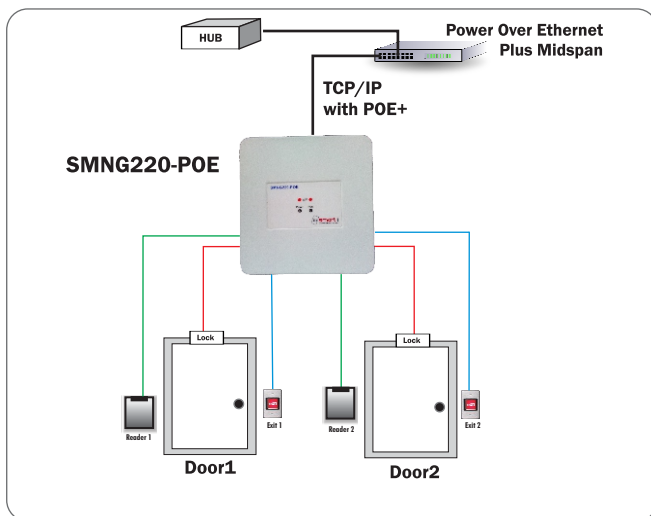 HUB
Power Over Ethernet
Plus Midspan
TCP/IP
with POE+
SMNG220-POE
Lock
Lock
Reader 1
Exit 1
Reader 2
Exit 2
Door1
Door2